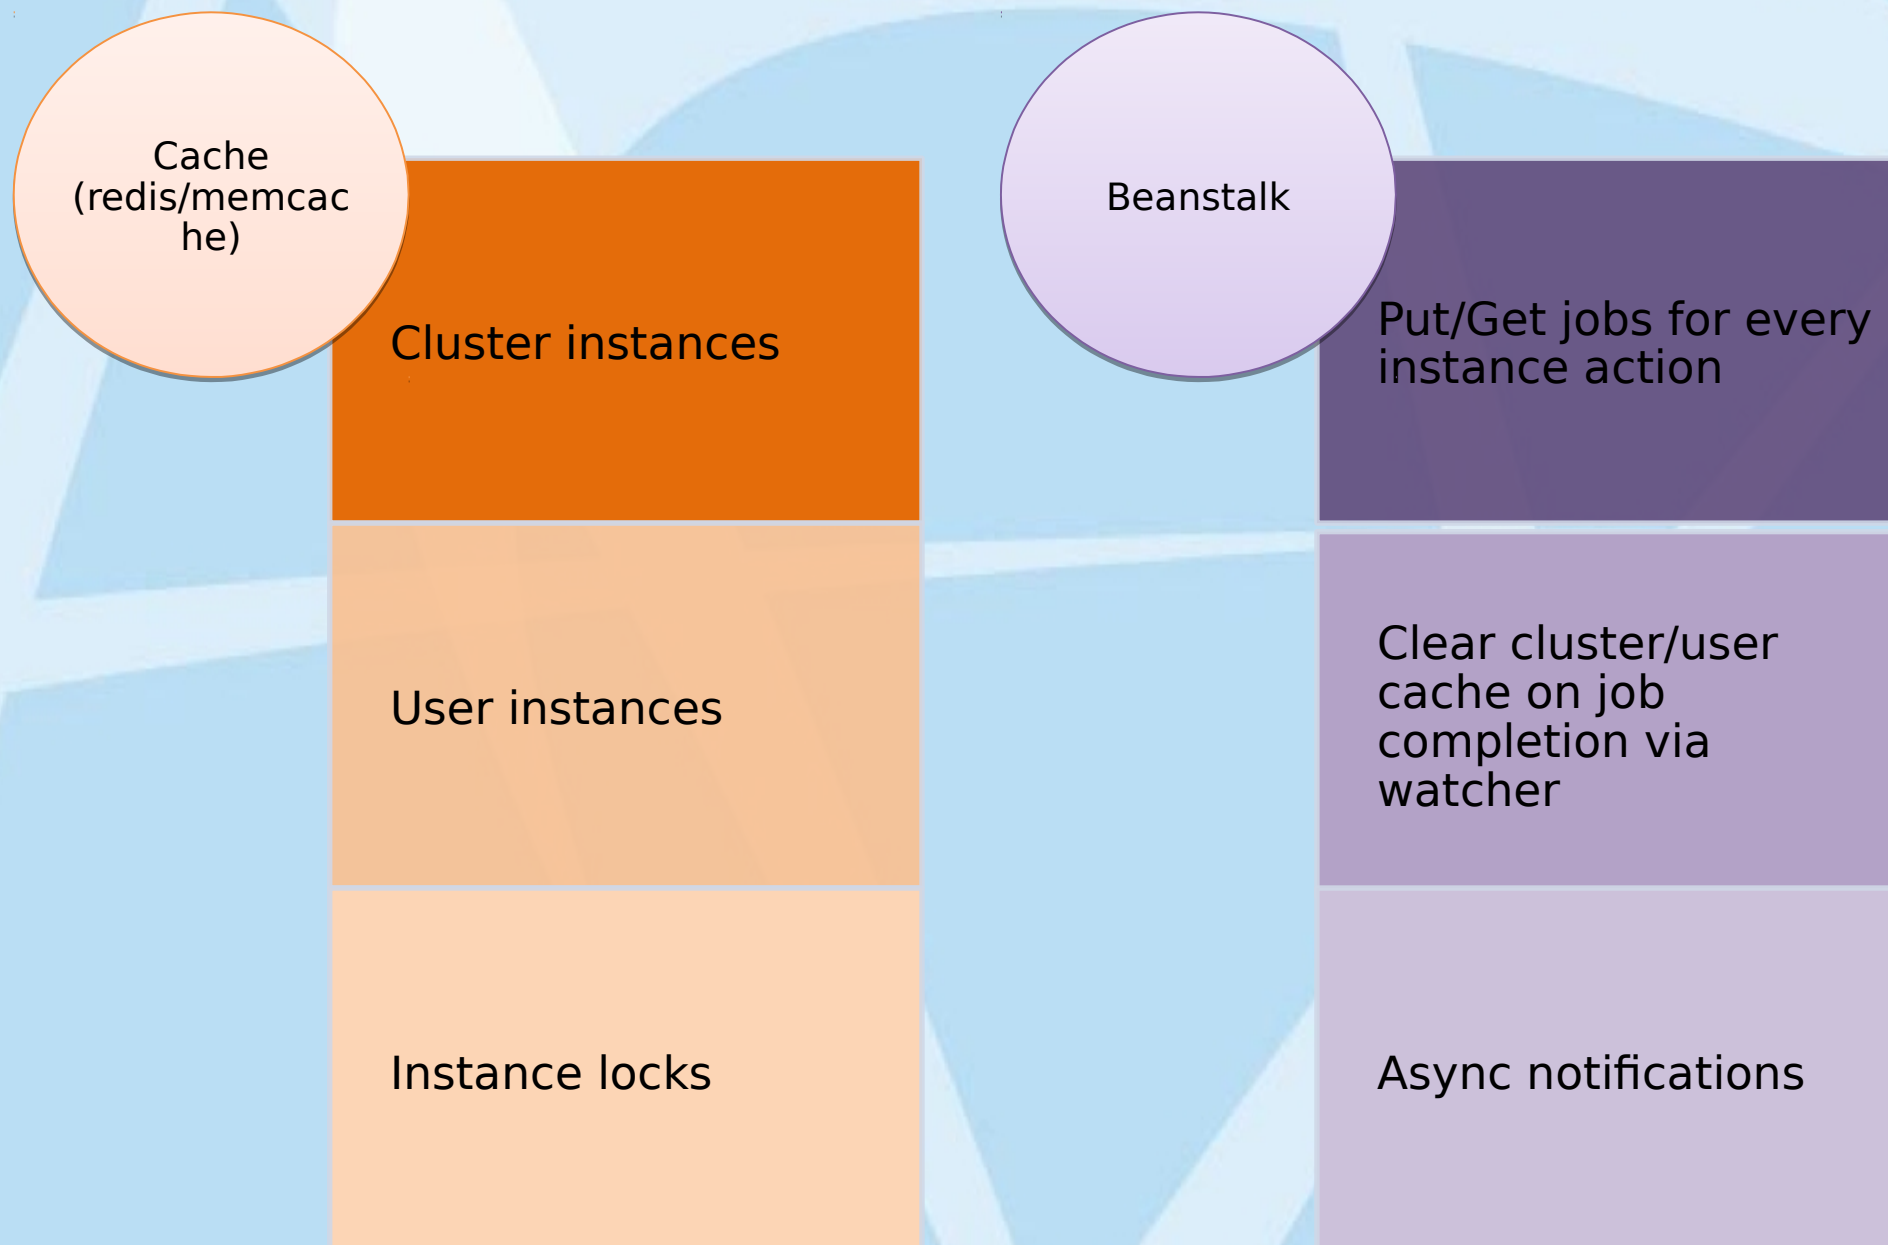 Cache
(redis/memcac
he)
Cluster instances
User instances
Instance locks
Beanstalk
Put/Get jobs for every
instance action
Clear cluster/user
cache on job
completion via
watcher
Async notifications